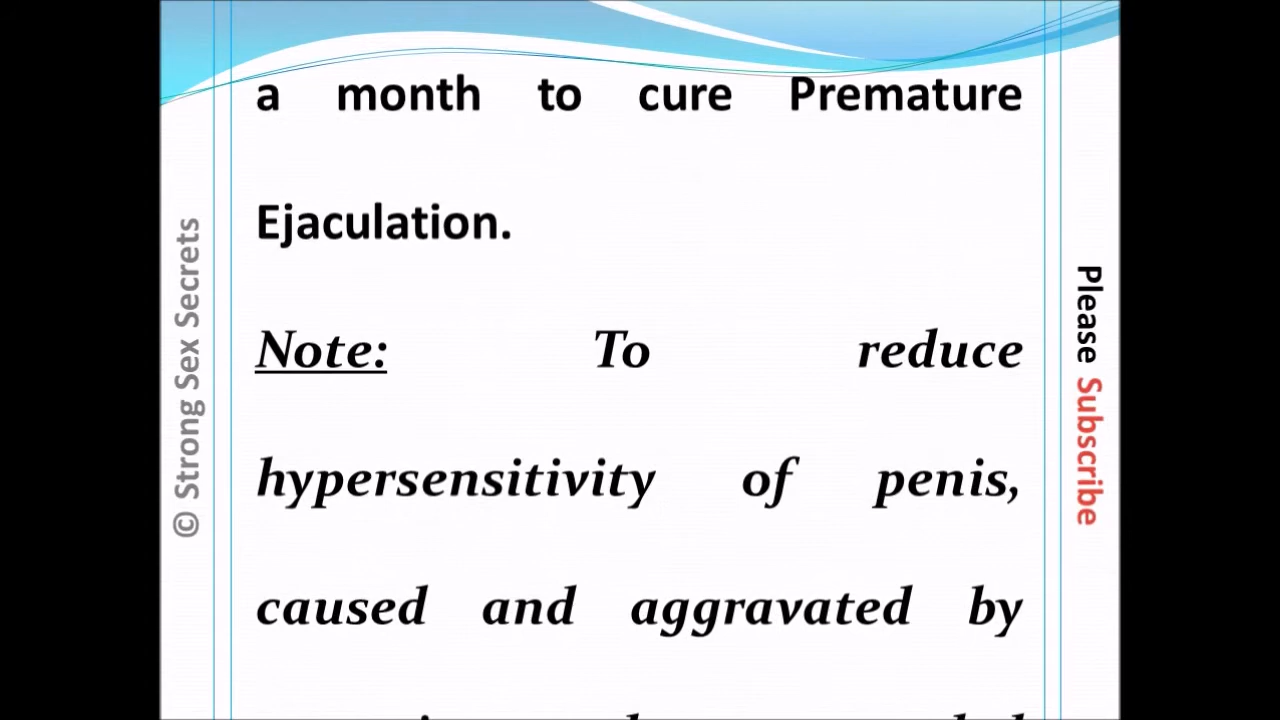 a month to cure Premature
Ejaculation.
Note: To reduce
hypersensitivity of penis,
caused and aggravated by
© Strong Sex Secrets
Please Subscribe